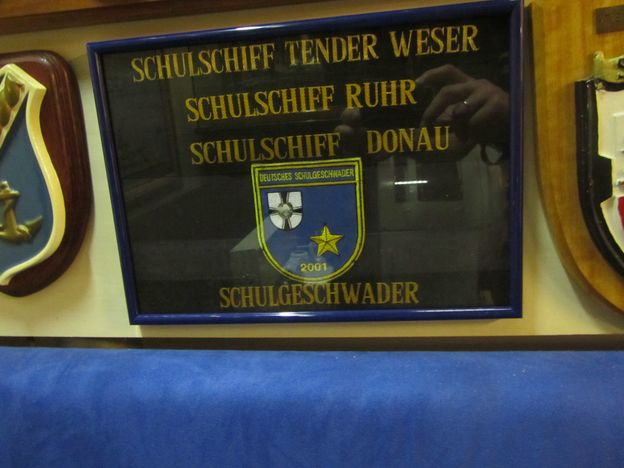 SCHULSCHIFF TENDER WESER
SCHULSCHIFF RUHR
SCHULSCHIFF DONAU
DEUTSCHES SCHULGESCHWADER
2001
SCHULGESCHWADER